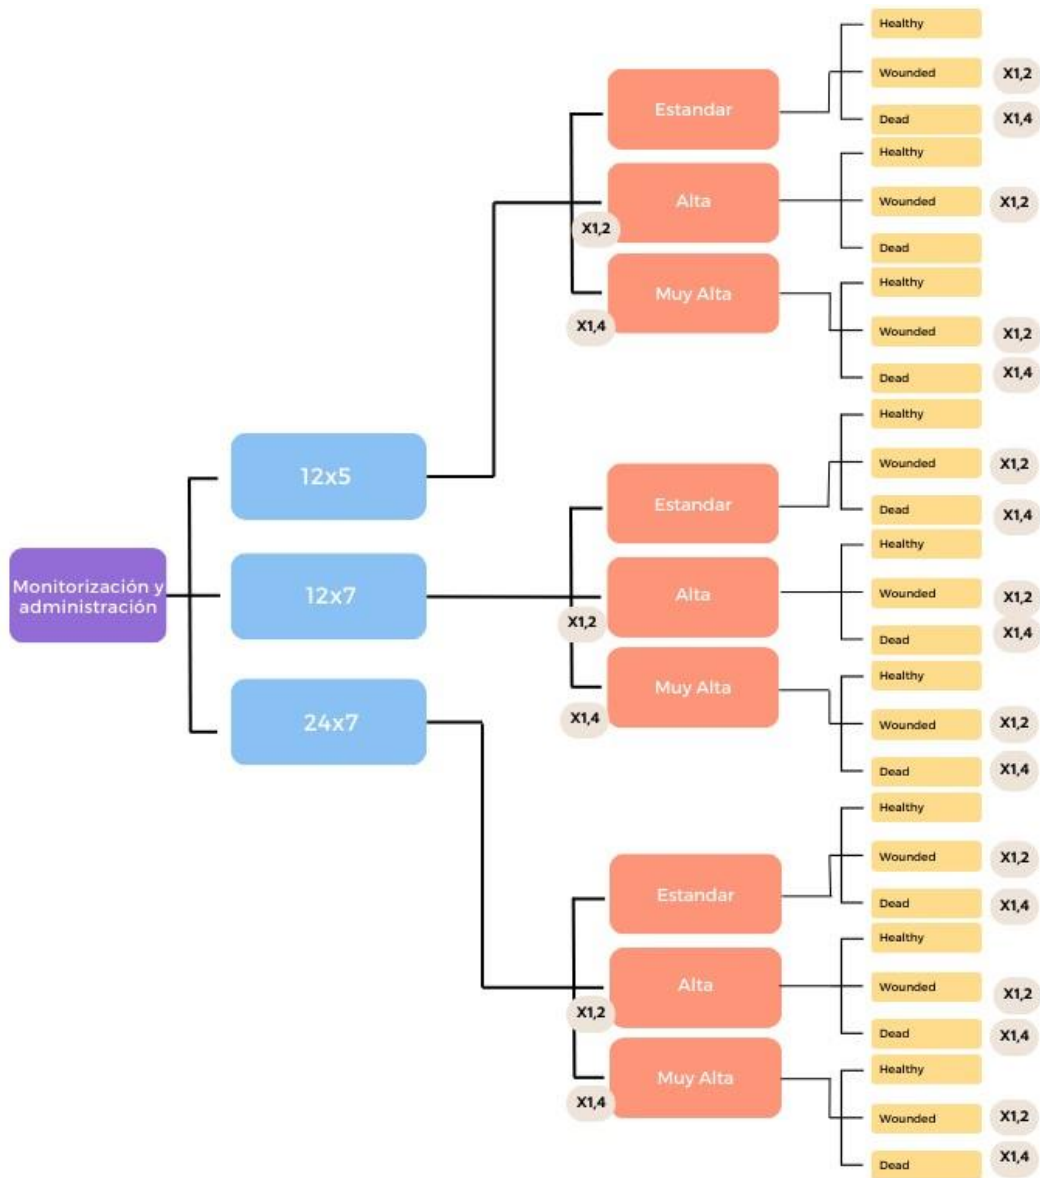 Monitorización y
administración
12x5
12x7
24x7
Estandar
Alta
X1,2
Muy Alta
X1,4
Healthy
Wounded X1,2
Dead X1,4
Healthy
Wounded X1,2
Dead
Healthy
Wounded X1,2
Dead X1,4
Estandar
Alta
X1,2
Muy Alta
X1,4
Healthy
Wounded X1,2
Dead X1,4
Healthy
Wounded X1,2
Dead X1,4
Healthy
Wounded X1,2
Dead X1,4
Estandar
Alta
X1,2
Muy Alta
X1,4
Healthy
Wounded X1,2
Dead X1,4
Healthy
Wounded X1,2
Dead X1,4
Healthy
Wounded X1,2
Dead X1,4